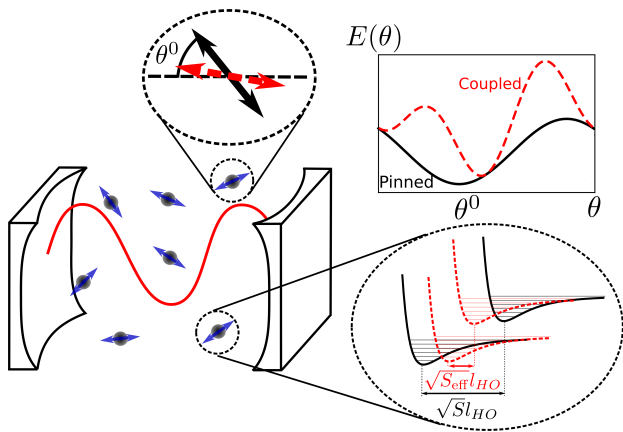 θ⁰
E(θ)
Coupled
Pinned
θ⁰
θ
√S_eff l_HO
√S l_HO